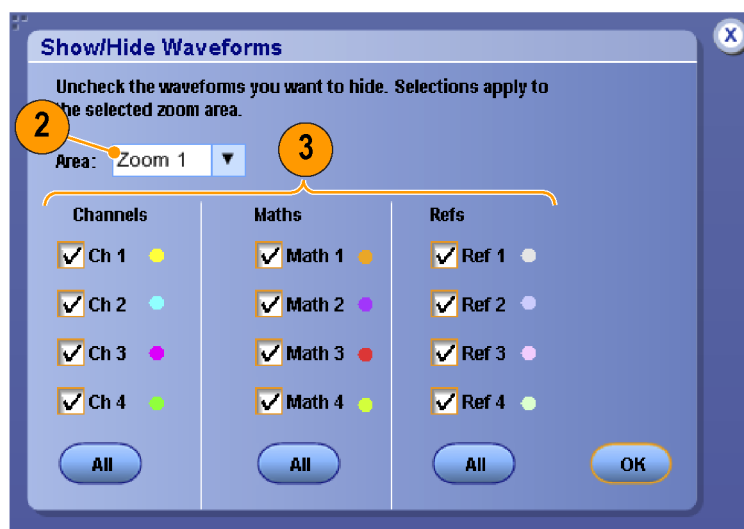 Show/Hide Waveforms
X
Uncheck the waveforms you want to hide. Selections apply to
the selected zoom area.
2
3
Area: Zoom 1
Channels Maths Refs
Ch 1 Math 1 Ref 1
Ch 2 Math 2 Ref 2
Ch 3 Math 3 Ref 3
Ch 4 Math 4 Ref 4
All All All OK